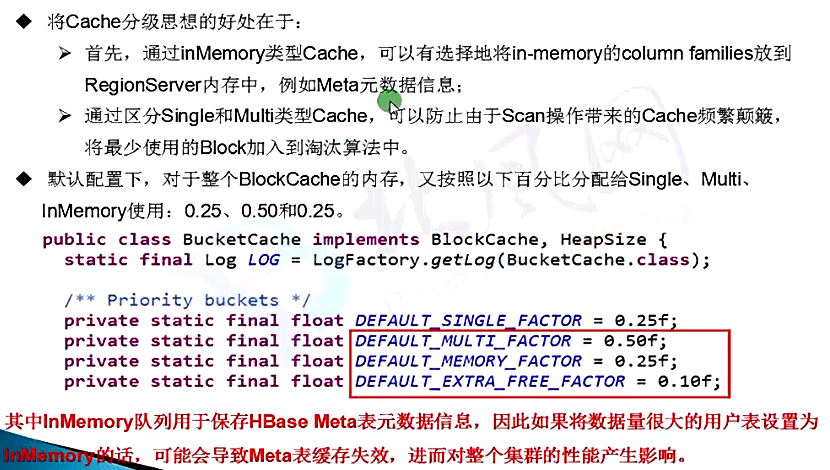 ◆ 将Cache分级思想的好处在于：
➢ 首先，通过inMemory类型Cache，可以有选择地将in-memory的column families放到
RegionServer内存中，例如Meta元数据信息；
➢ 通过区分Single和Multi类型Cache，可以防止由于Scan操作带来的Cache频繁颠簸，
将最少使用的Block加入到淘汰算法中。
◆ 默认配置下，对于整个BlockCache的内存，又按照以下百分比分配给Single、Multi、
InMemory使用：0.25、0.50和0.25。
public class BucketCache implements BlockCache, HeapSize {
static final Log LOG = LogFactory.getLog(BucketCache.class);
/** Priority buckets */
private static final float DEFAULT_SINGLE_FACTOR = 0.25f;
private static final float DEFAULT_MULTI_FACTOR = 0.50f;
private static final float DEFAULT_MEMORY_FACTOR = 0.25f;
private static final float DEFAULT_EXTRA_FREE_FACTOR = 0.10f;
其中InMemory队列用于保存HBase Meta表元数据信息，因此如果将数据量很大的用户表设置为
InMemory的话，可能会导致Meta表缓存失效，进而对整个集群的性能产生影响。
北风网